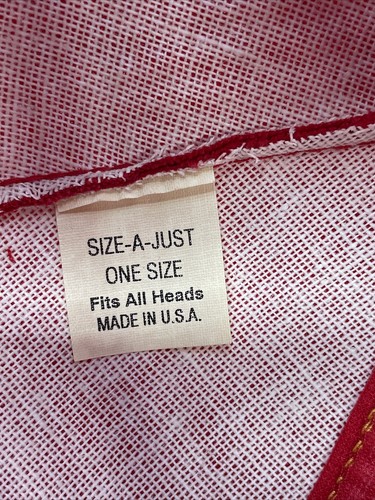 SIZE-A-JUST
ONE SIZE
Fits All Heads
MADE IN U.S.A.